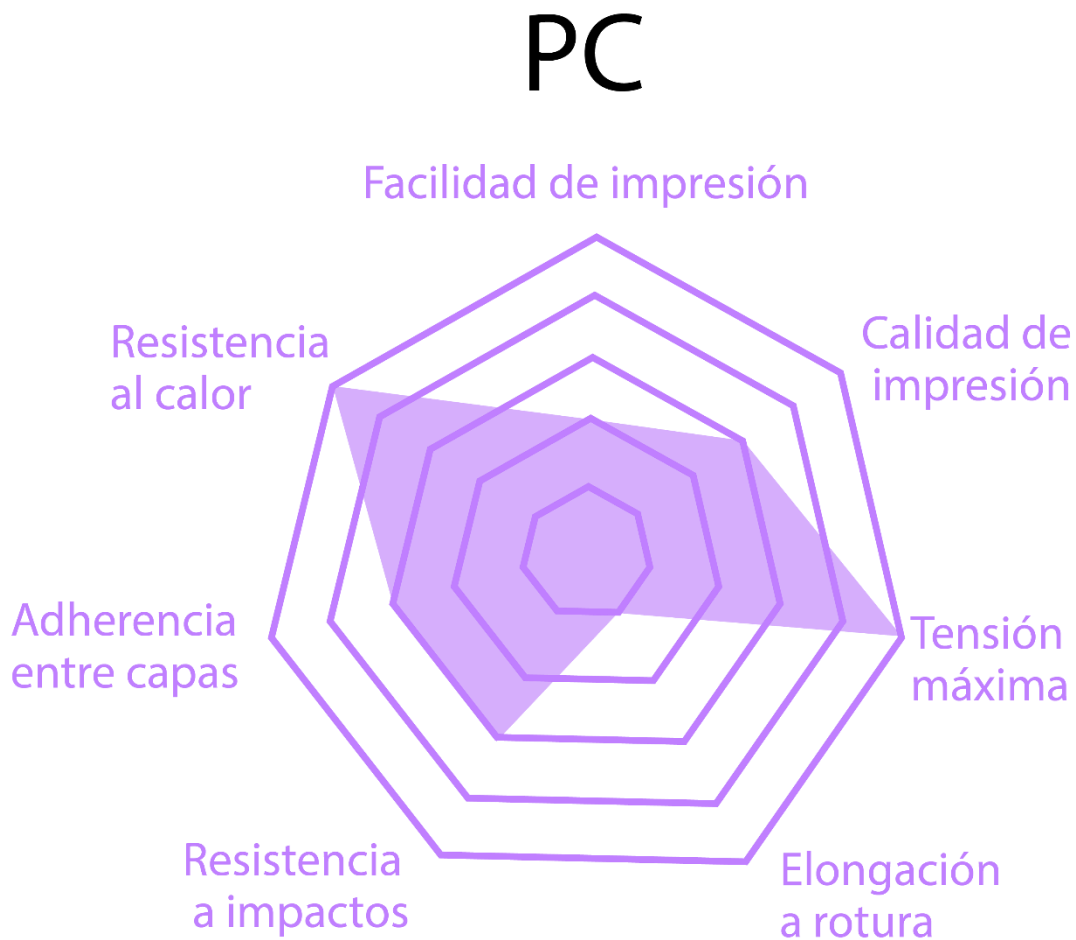 PC
Facilidad de impresión
Resistencia
al calor
Calidad de
impresión
Adherencia
entre capas
Tensión
máxima
Resistencia
a impactos
Elongación
a rotura